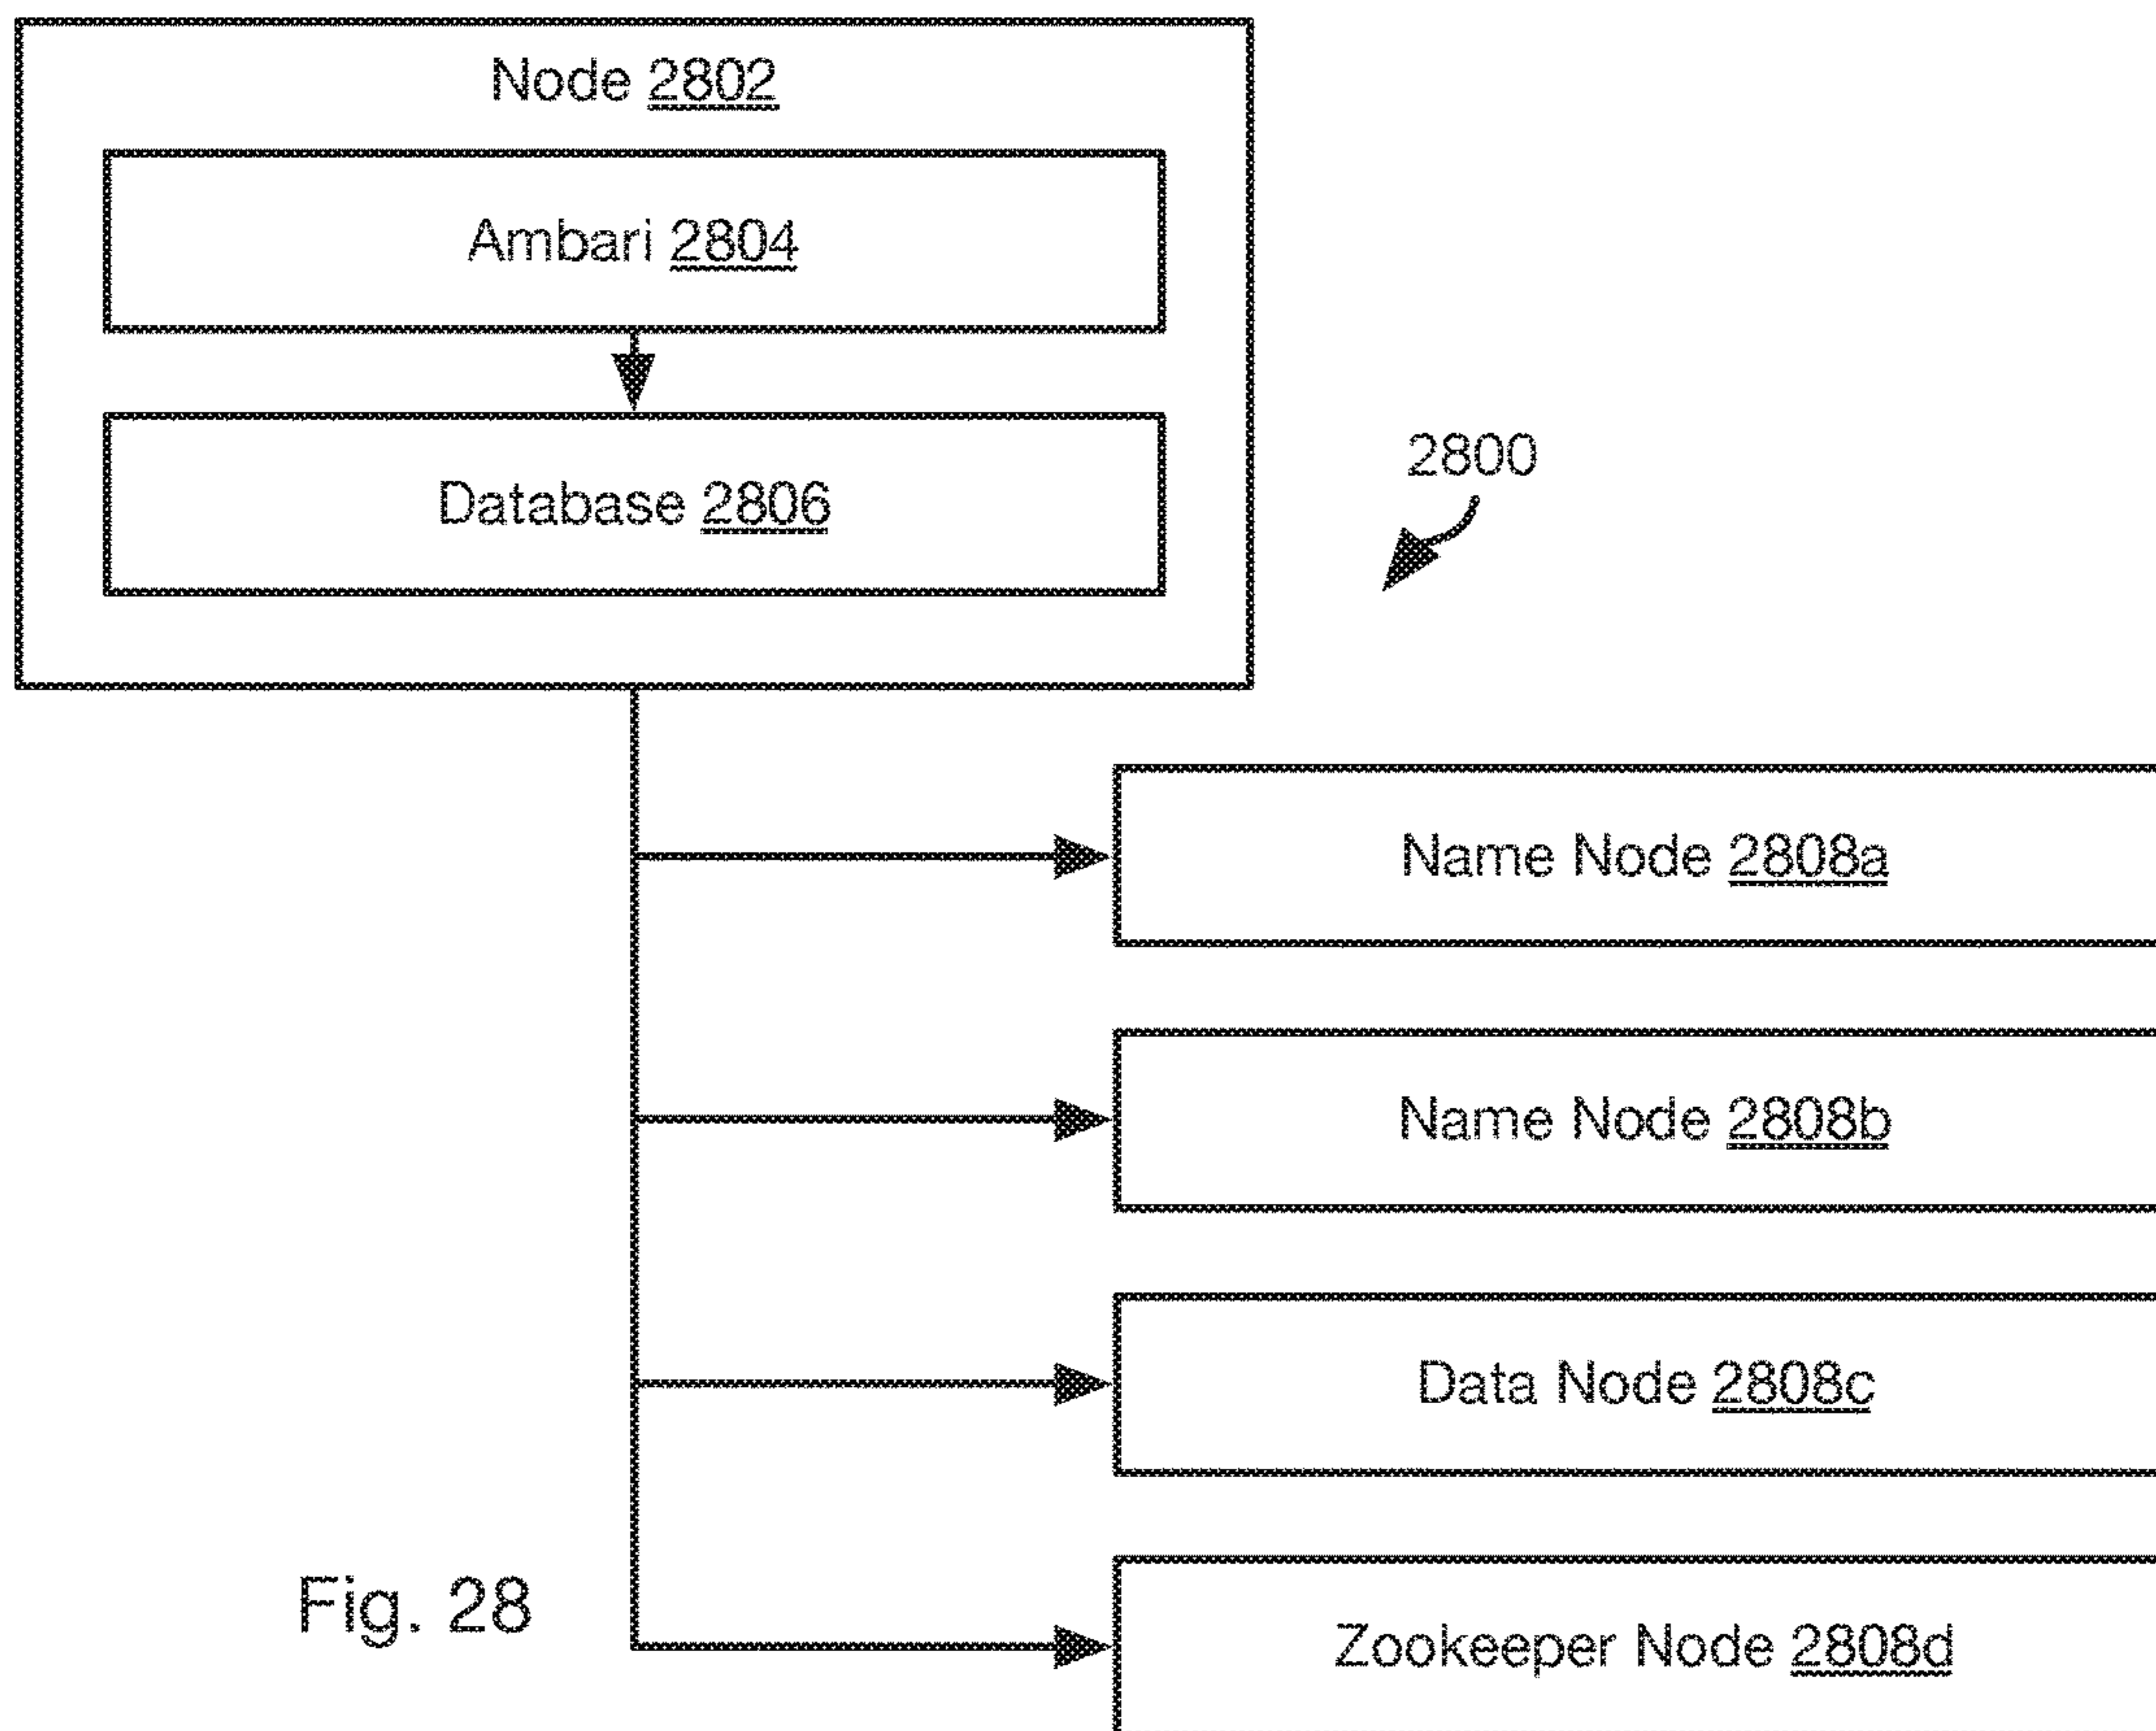 Node 2802
Ambari 2804
Database 2806
2800
Name Node 2808a
Name Node 2808b
Data Node 2808c
Zookeeper Node 2808d
Fig. 28